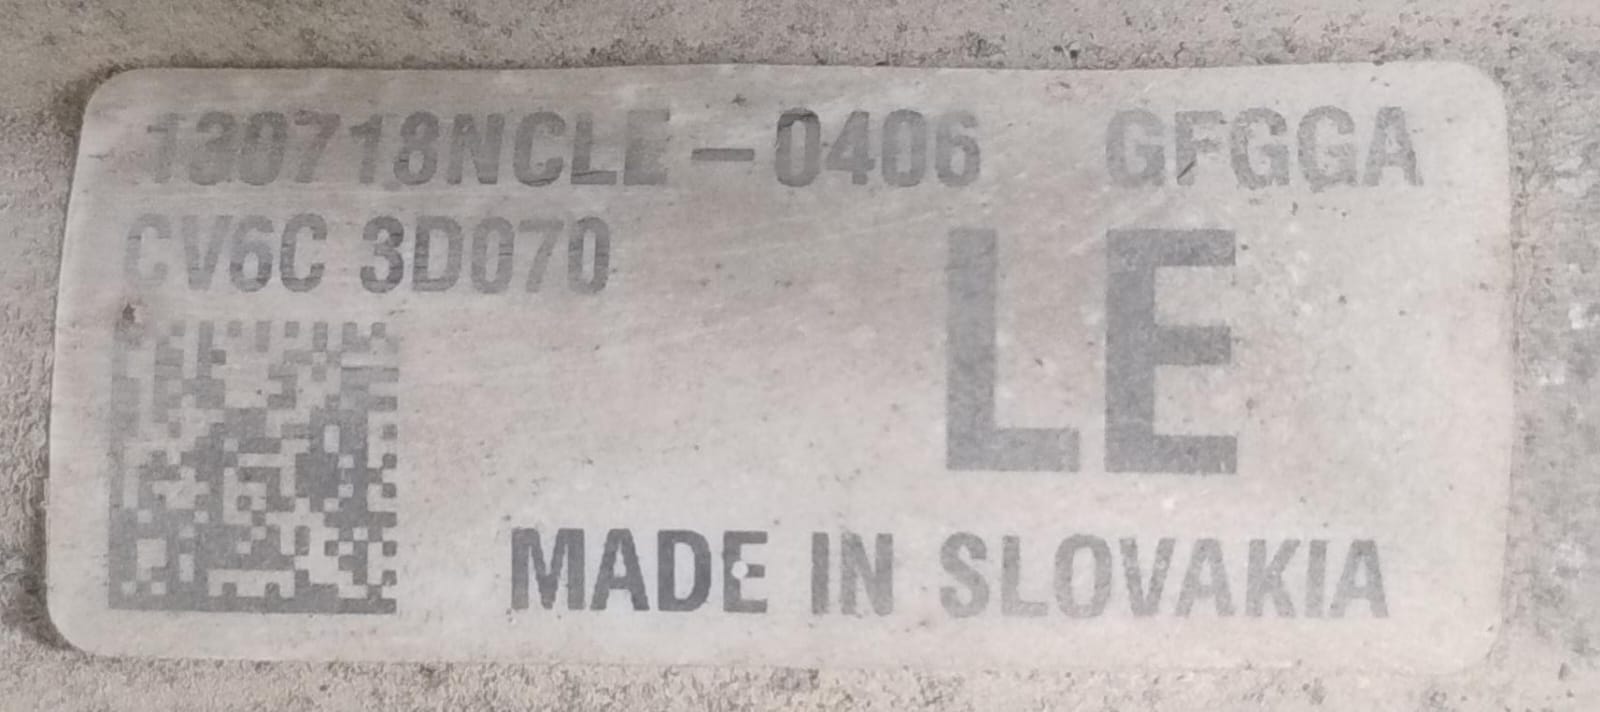 130718NCLE-0406 GFGGA
CV6C 3D070
LE
MADE IN SLOVAKIA